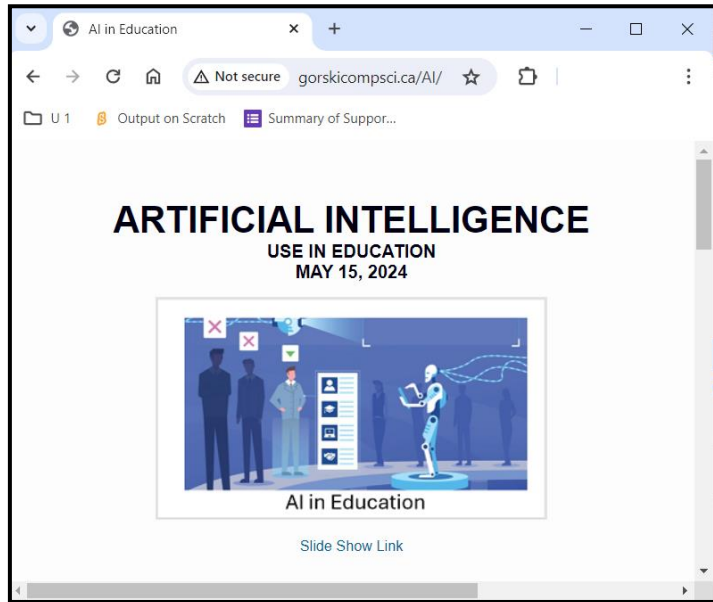 AI in Education
Not secure gorskicompsci.ca/AI/
U 1 Output on Scratch Summary of Suppor...
ARTIFICIAL INTELLIGENCE
USE IN EDUCATION
MAY 15, 2024
AI in Education
Slide Show Link